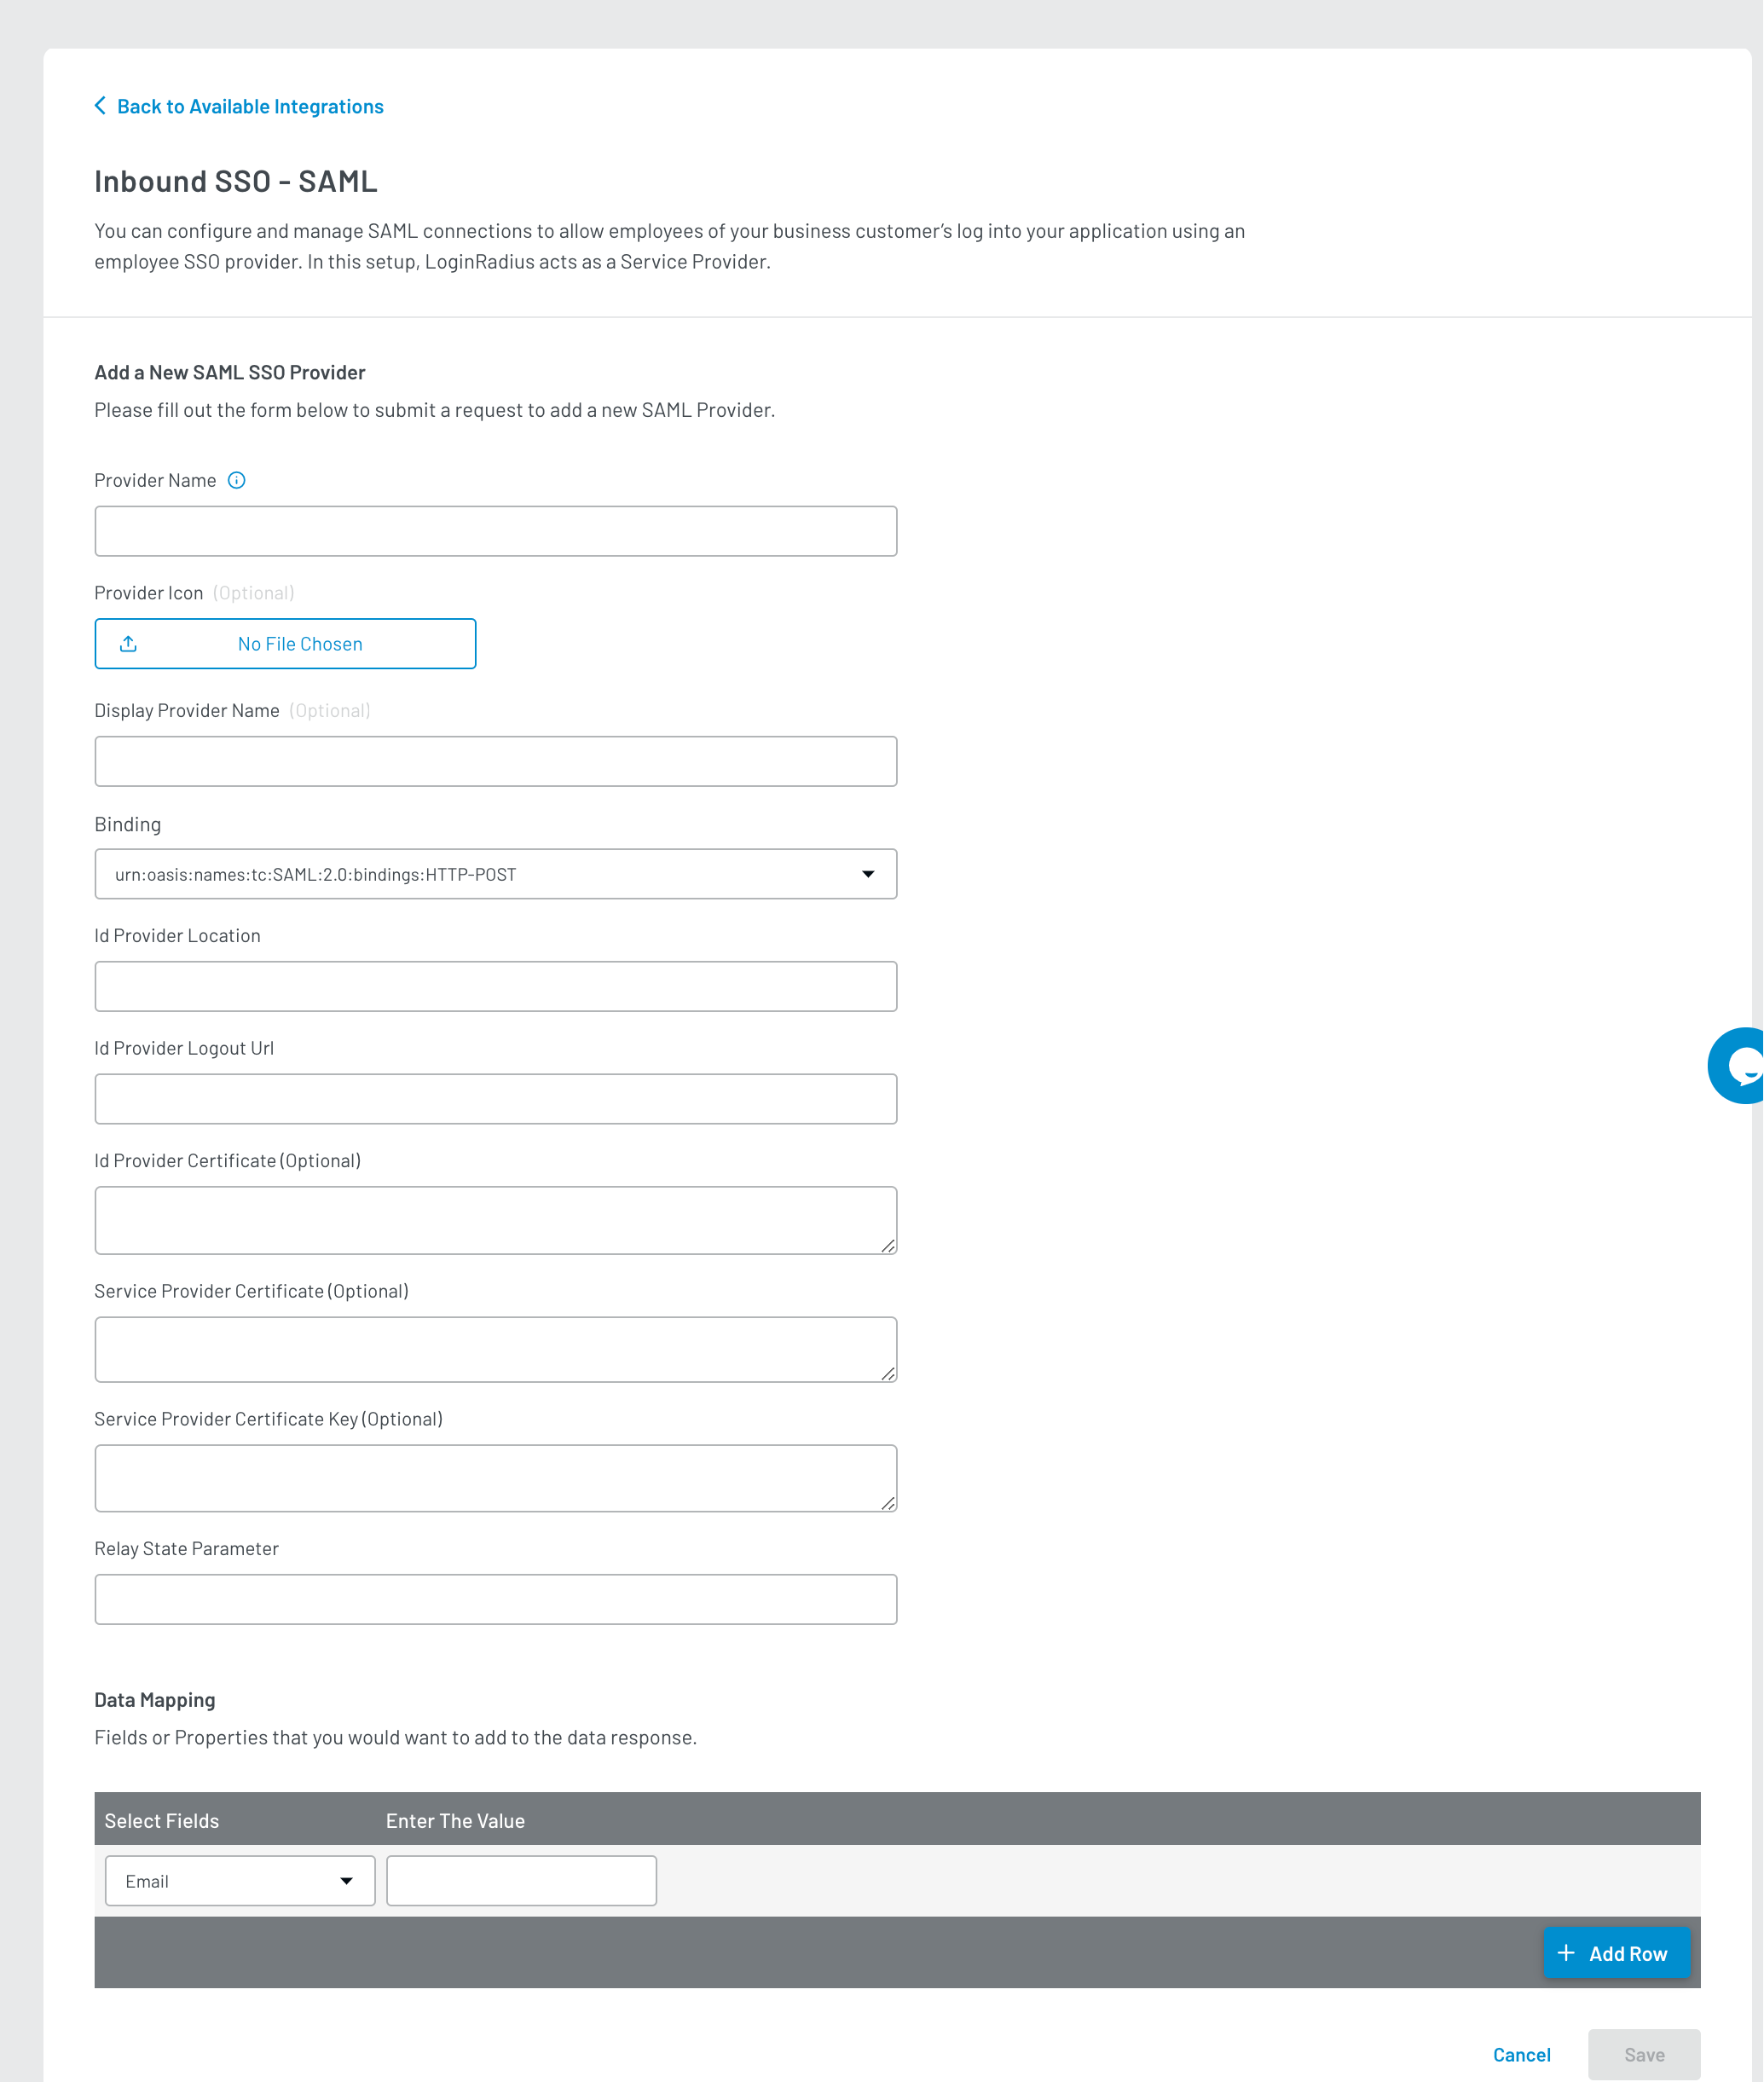 Back to Available Integrations
Inbound SSO - SAML
You can configure and manage SAML connections to allow employees of your business customer's log into your application using an
employee SSO provider. In this setup, LoginRadius acts as a Service Provider.
Add a New SAML SSO Provider
Please fill out the form below to submit a request to add a new SAML Provider.
Provider Name
Provider Icon (Optional)
No File Chosen
Display Provider Name (Optional)
Binding
urn:oasis:names:tc:SAML:2.0:bindings:HTTP-POST
Id Provider Location
Id Provider Logout Url
Id Provider Certificate (Optional)
Service Provider Certificate (Optional)
Service Provider Certificate Key (Optional)
Relay State Parameter
Data Mapping
Fields or Properties that you would want to add to the data response.
Select Fields Enter The Value
Email
Add Row
Cancel Save